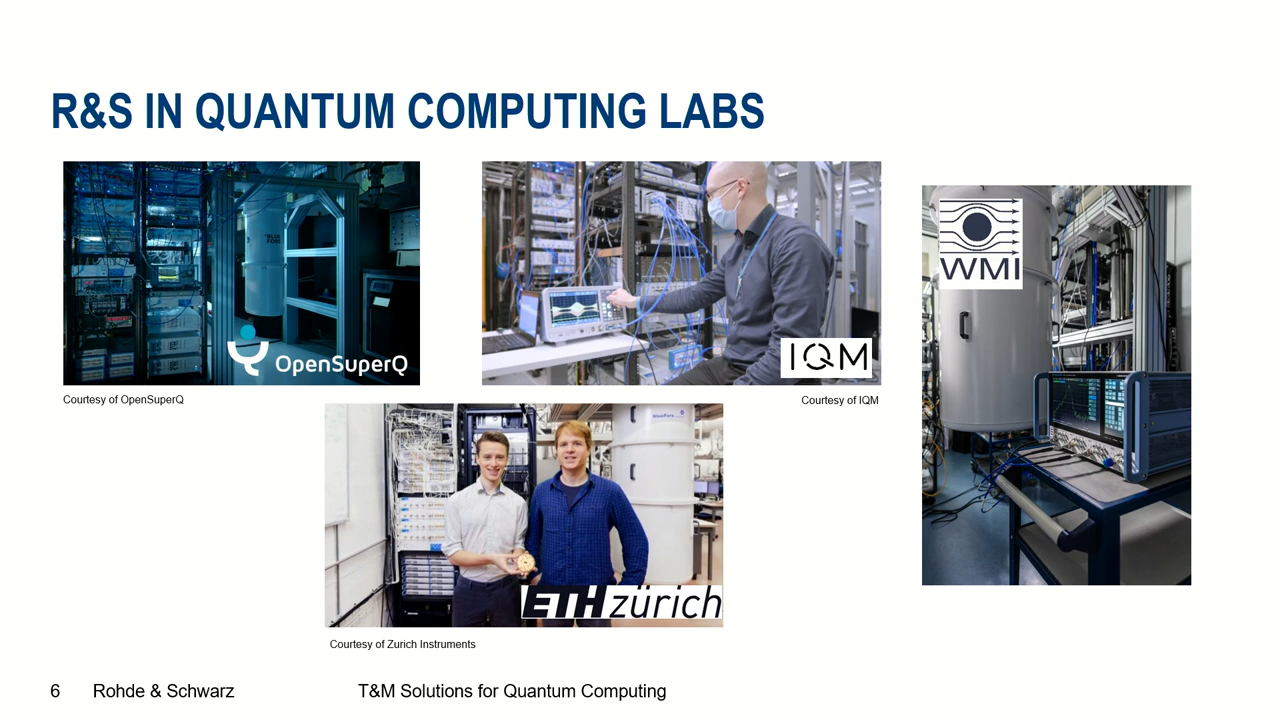 R&S IN QUANTUM COMPUTING LABS
OpenSuperQ
Courtesy of OpenSuperQ
IQM
Courtesy of IQM
WMI
ETH zürich
Courtesy of Zurich Instruments
6 Rohde & Schwarz T&M Solutions for Quantum Computing